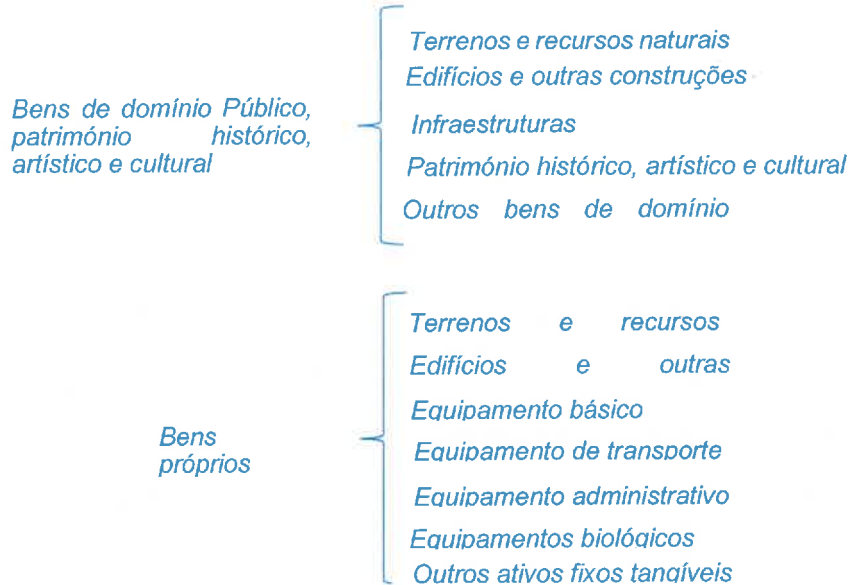 Bens de domínio Público,
património histórico,
artístico e cultural
Terrenos e recursos naturais
Edifícios e outras construções
Infraestruturas
Património histórico, artístico e cultural
Outros bens de domínio
Bens
próprios
Terrenos e recursos
Edifícios e outras
Equipamento básico
Equipamento de transporte
Equipamento administrativo
Equipamentos biológicos
Outros ativos fixos tangíveis